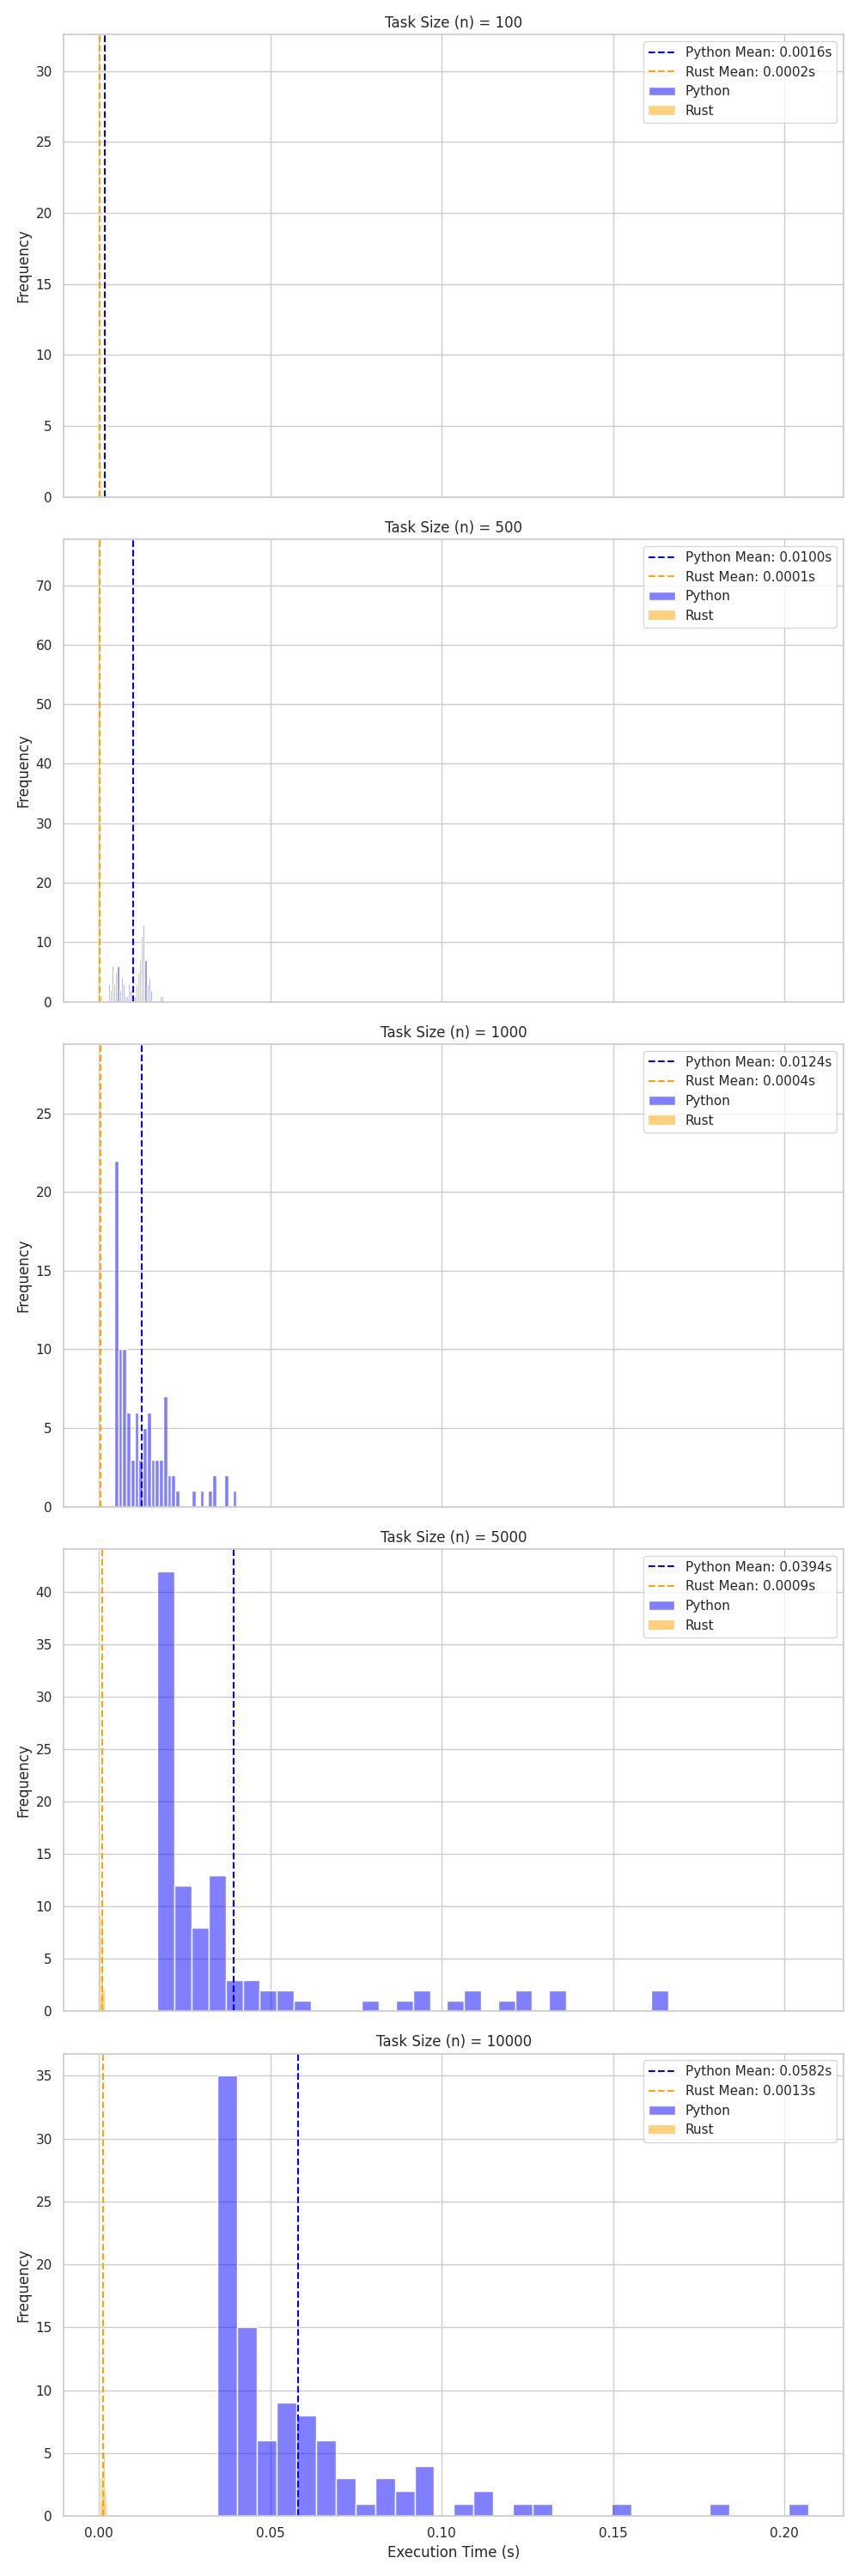 Task Size (n) = 100
Frequency
30
25
20
15
10
5
0
Python Mean: 0.0016s
Rust Mean: 0.0002s
Python
Rust
Task Size (n) = 500
Frequency
70
60
50
40
30
20
10
0
Python Mean: 0.0100s
Rust Mean: 0.0001s
Python
Rust
Task Size (n) = 1000
Frequency
25
20
15
10
5
0
Python Mean: 0.0124s
Rust Mean: 0.0004s
Python
Rust
Task Size (n) = 5000
Frequency
40
35
30
25
20
15
10
5
0
Python Mean: 0.0394s
Rust Mean: 0.0009s
Python
Rust
Task Size (n) = 10000
Frequency
35
30
25
20
15
10
5
0
Python Mean: 0.0582s
Rust Mean: 0.0013s
Python
Rust
0.00 0.05 0.10 0.15 0.20
Execution Time (s)